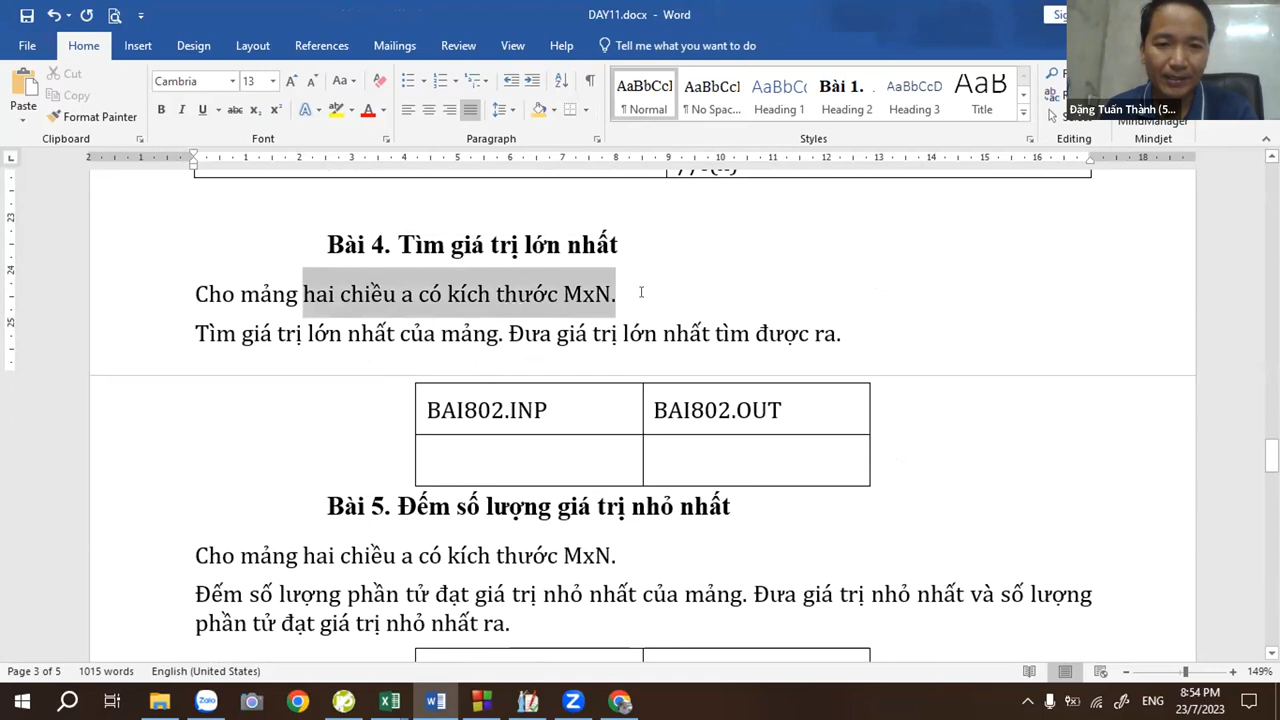 DAY11.docx - Word
File Home Insert Design Layout References Mailings Review View Help Tell me what you want to do
Đặng Tuấn Thành (5...
Paste
Cut
Copy
Format Painter
Cambria 13
AaBbCcI AaBbCcI AaBbC( Bài 1. AaBbCcD AaB
¶ Normal ¶ No Spac... Heading 1 Heading 2 Heading 3 Title
Clipboard Font Paragraph Styles Editing
MindManager
Mindjet
Bài 4. Tìm giá trị lớn nhất
Cho mảng hai chiều a có kích thước MxN.
Tìm giá trị lớn nhất của mảng. Đưa giá trị lớn nhất tìm được ra.
BAI802.INP BAI802.OUT
Bài 5. Đếm số lượng giá trị nhỏ nhất
Cho mảng hai chiều a có kích thước MxN.
Đếm số lượng phần tử đạt giá trị nhỏ nhất của mảng. Đưa giá trị nhỏ nhất và số lượng
phần tử đạt giá trị nhỏ nhất ra.
Page 3 of 5 1015 words English (United States) 149%
ENG
8:54 PM
23/7/2023